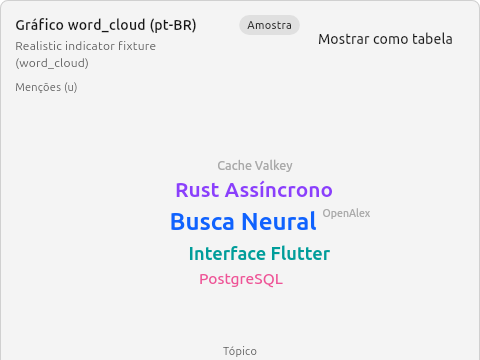 Gráfico word_cloud (pt-BR)
Amostra
Mostrar como tabela
Realistic indicator fixture
(word_cloud)
Menções (u)
Cache Valkey
Rust Assíncrono
Busca Neural
OpenAlex
Interface Flutter
PostgreSQL
Tópico